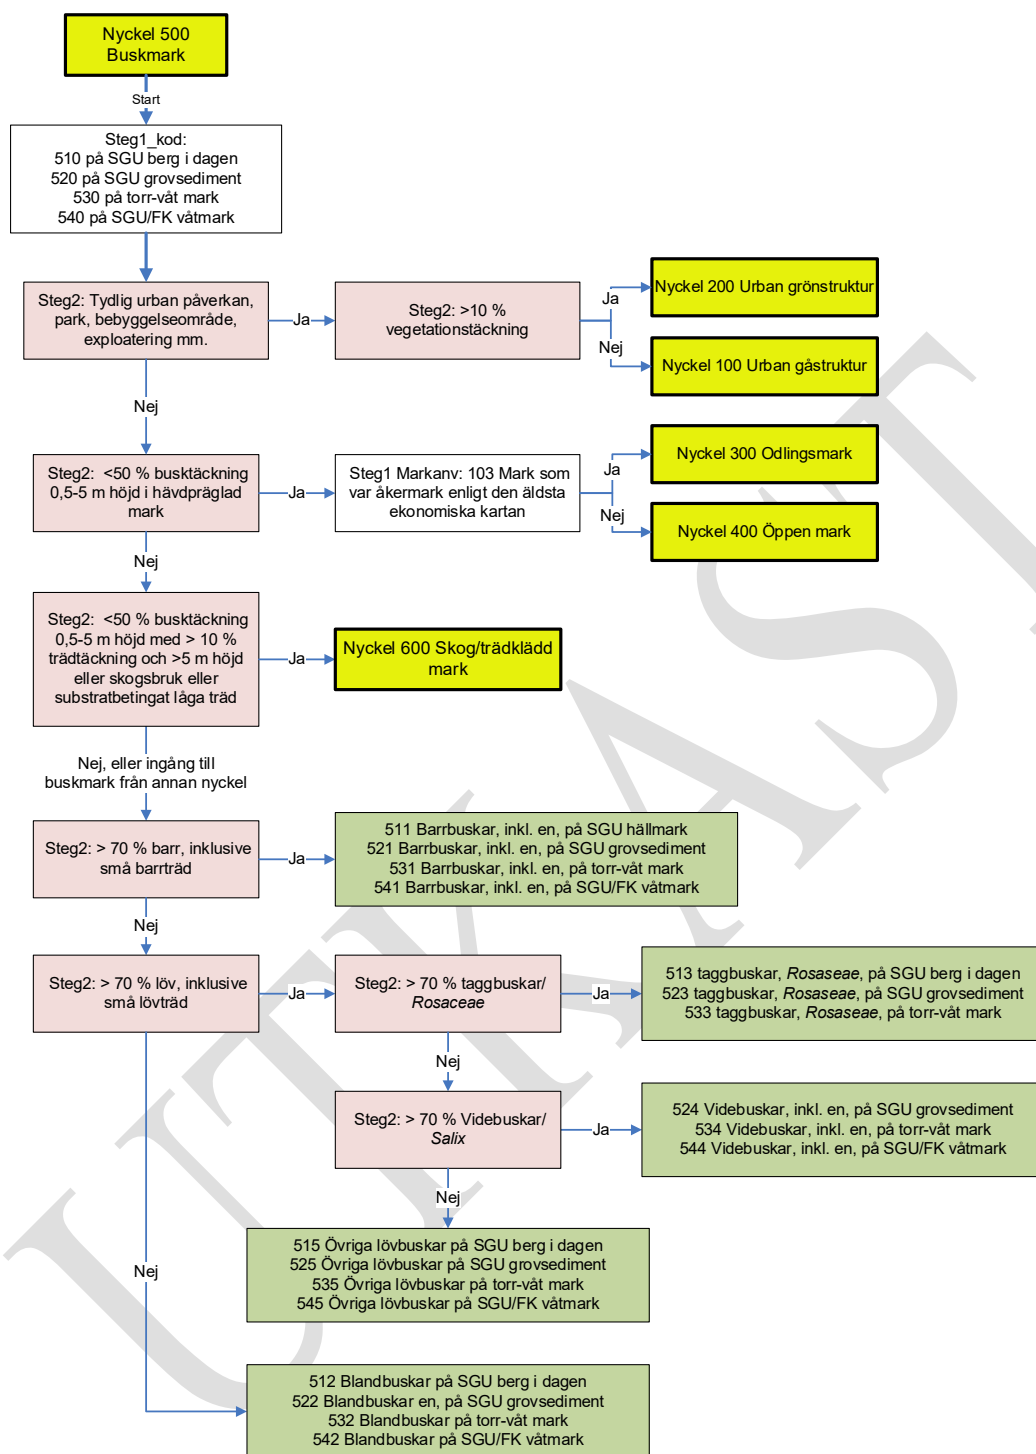 Nyckel 500
Buskmark
Start
Steg1_kod:
510 på SGU berg i dagen
520 på SGU grovsediment
530 på torr-våt mark
540 på SGU/FK våtmark
Steg2: Tydlig urban påverkan,
park, bebyggelseområde,
exploatering mm.
Ja
Steg2: >10 %
vegetationstäckning
Ja
Nyckel 200 Urban grönstruktur
Nej
Nyckel 100 Urban gåstruktur
Nej
Steg2: <50 % busktäckning
0,5-5 m höjd i hävdpräglad
mark
Ja
Steg1 Markanv: 103 Mark som
var åkermark enligt den äldsta
ekonomiska kartan
Ja
Nyckel 300 Odlingsmark
Nej
Nyckel 400 Öppen mark
Nej
Steg2: <50 % busktäckning
0,5-5 m höjd med > 10 %
trädtäckning och >5 m höjd
eller skogsbruk eller
substratbetingat låga träd
Ja
Nyckel 600 Skog/trädklädd
mark
Nej, eller ingång till
buskmark från annan nyckel
Steg2: > 70 % barr, inklusive
små barrträd
Ja
511 Barrbuskar, inkl. en, på SGU hällmark
521 Barrbuskar, inkl. en, på SGU grovsediment
531 Barrbuskar, inkl. en, på torr-våt mark
541 Barrbuskar, inkl. en, på SGU/FK våtmark
Nej
Steg2: > 70 % löv, inklusive
små lövträd
Ja
Steg2: > 70 % taggbuskar/
Rosaceae
Ja
513 taggbuskar, Rosaseae, på SGU berg i dagen
523 taggbuskar, Rosaseae, på SGU grovsediment
533 taggbuskar, Rosaseae, på torr-våt mark
Nej
Steg2: > 70 % Videbuskar/
Salix
Ja
524 Videbuskar, inkl. en, på SGU grovsediment
534 Videbuskar, inkl. en, på torr-våt mark
544 Videbuskar, inkl. en, på SGU/FK våtmark
Nej
515 Övriga lövbuskar på SGU berg i dagen
525 Övriga lövbuskar på SGU grovsediment
535 Övriga lövbuskar på torr-våt mark
545 Övriga lövbuskar på SGU/FK våtmark
Nej
512 Blandbuskar på SGU berg i dagen
522 Blandbuskar en, på SGU grovsediment
532 Blandbuskar på torr-våt mark
542 Blandbuskar på SGU/FK våtmark
UTKAST